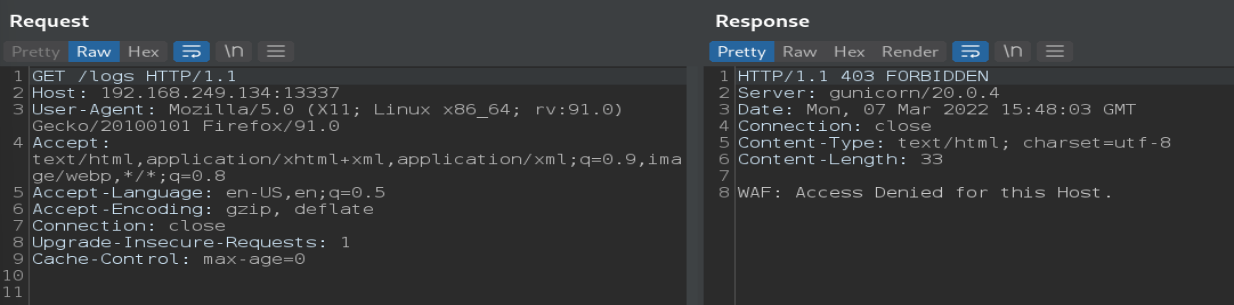 Request
Pretty Raw Hex \n
1 GET /logs HTTP/1.1
2 Host: 192.168.249.134:13337
3 User-Agent: Mozilla/5.0 (X11; Linux x86_64; rv:91.0)
Gecko/20100101 Firefox/91.0
4 Accept:
text/html,application/xhtml+xml,application/xml;q=0.9,ima
ge/webp,*/*;q=0.8
5 Accept-Language: en-US,en;q=0.5
6 Accept-Encoding: gzip, deflate
7 Connection: close
8 Upgrade-Insecure-Requests: 1
9 Cache-Control: max-age=0
10
11
Response
Pretty Raw Hex Render \n
1 HTTP/1.1 403 FORBIDDEN
2 Server: gunicorn/20.0.4
3 Date: Mon, 07 Mar 2022 15:48:03 GMT
4 Connection: close
5 Content-Type: text/html; charset=utf-8
6 Content-Length: 33
7
8 WAF: Access Denied for this Host.